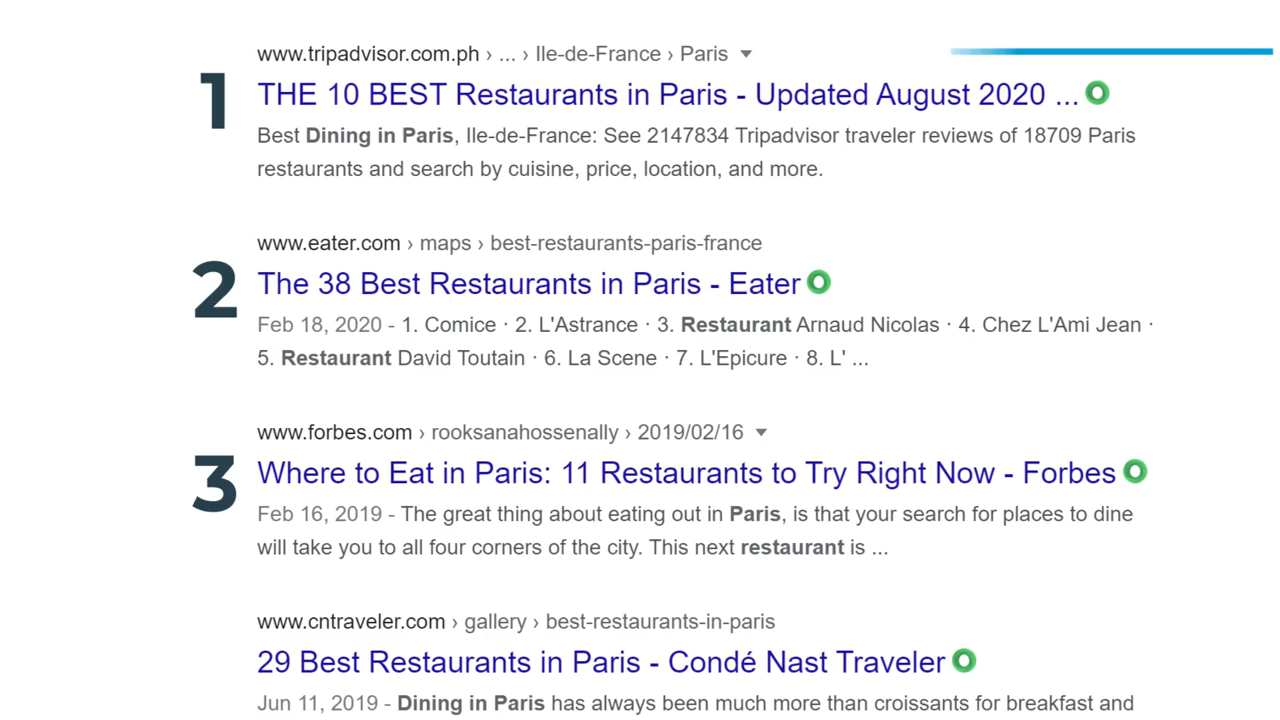 www.tripadvisor.com.ph › ... › Ile-de-France › Paris
1
THE 10 BEST Restaurants in Paris - Updated August 2020 ...
Best Dining in Paris, Ile-de-France: See 2147834 Tripadvisor traveler reviews of 18709 Paris
restaurants and search by cuisine, price, location, and more.
www.eater.com › maps › best-restaurants-paris-france
2
The 38 Best Restaurants in Paris - Eater
Feb 18, 2020 - 1. Comice · 2. L'Astrance · 3. Restaurant Arnaud Nicolas · 4. Chez L'Ami Jean ·
5. Restaurant David Toutain · 6. La Scene · 7. L'Epicure · 8. L' ...
www.forbes.com › rooksanahossenally › 2019/02/16
3
Where to Eat in Paris: 11 Restaurants to Try Right Now - Forbes
Feb 16, 2019 - The great thing about eating out in Paris, is that your search for places to dine
will take you to all four corners of the city. This next restaurant is ...
www.cntraveler.com › gallery › best-restaurants-in-paris
29 Best Restaurants in Paris - Condé Nast Traveler
Jun 11, 2019 - Dining in Paris has always been much more than croissants for breakfast and